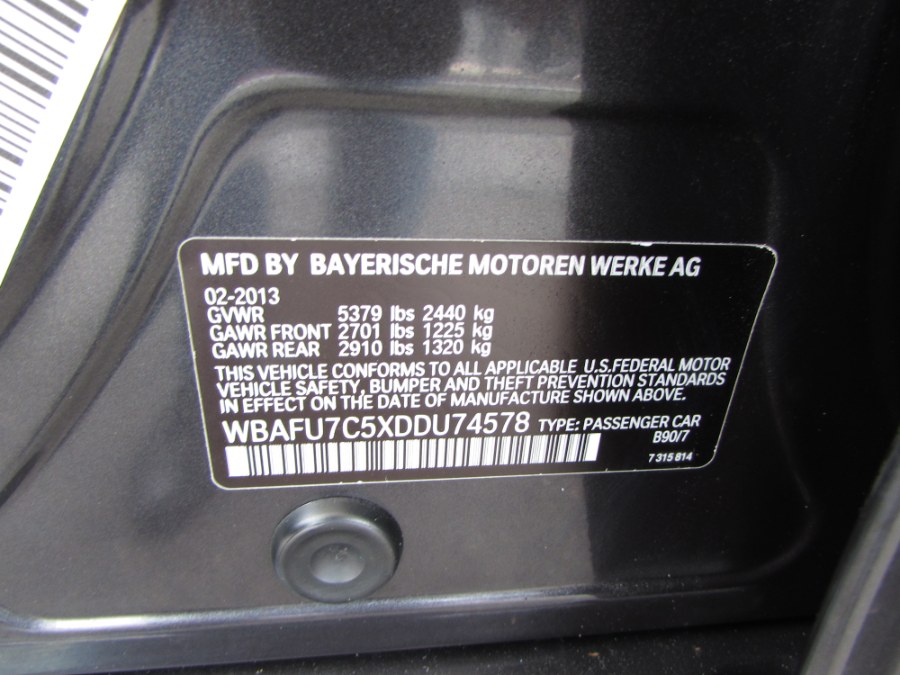 MFD BY BAYERISCHE MOTOREN WERKE AG
02-2013
GVWR 5379 lbs 2440 kg
GAWR FRONT 2701 lbs 1225 kg
GAWR REAR 2910 lbs 1320 kg
THIS VEHICLE CONFORMS TO ALL APPLICABLE U.S.FEDERAL MOTOR
VEHICLE SAFETY, BUMPER AND THEFT PREVENTION STANDARDS
IN EFFECT ON THE DATE OF MANUFACTURE SHOWN ABOVE.
WBAFU7C5XDDU74578 TYPE: PASSENGER CAR
B90/7
7 315 814